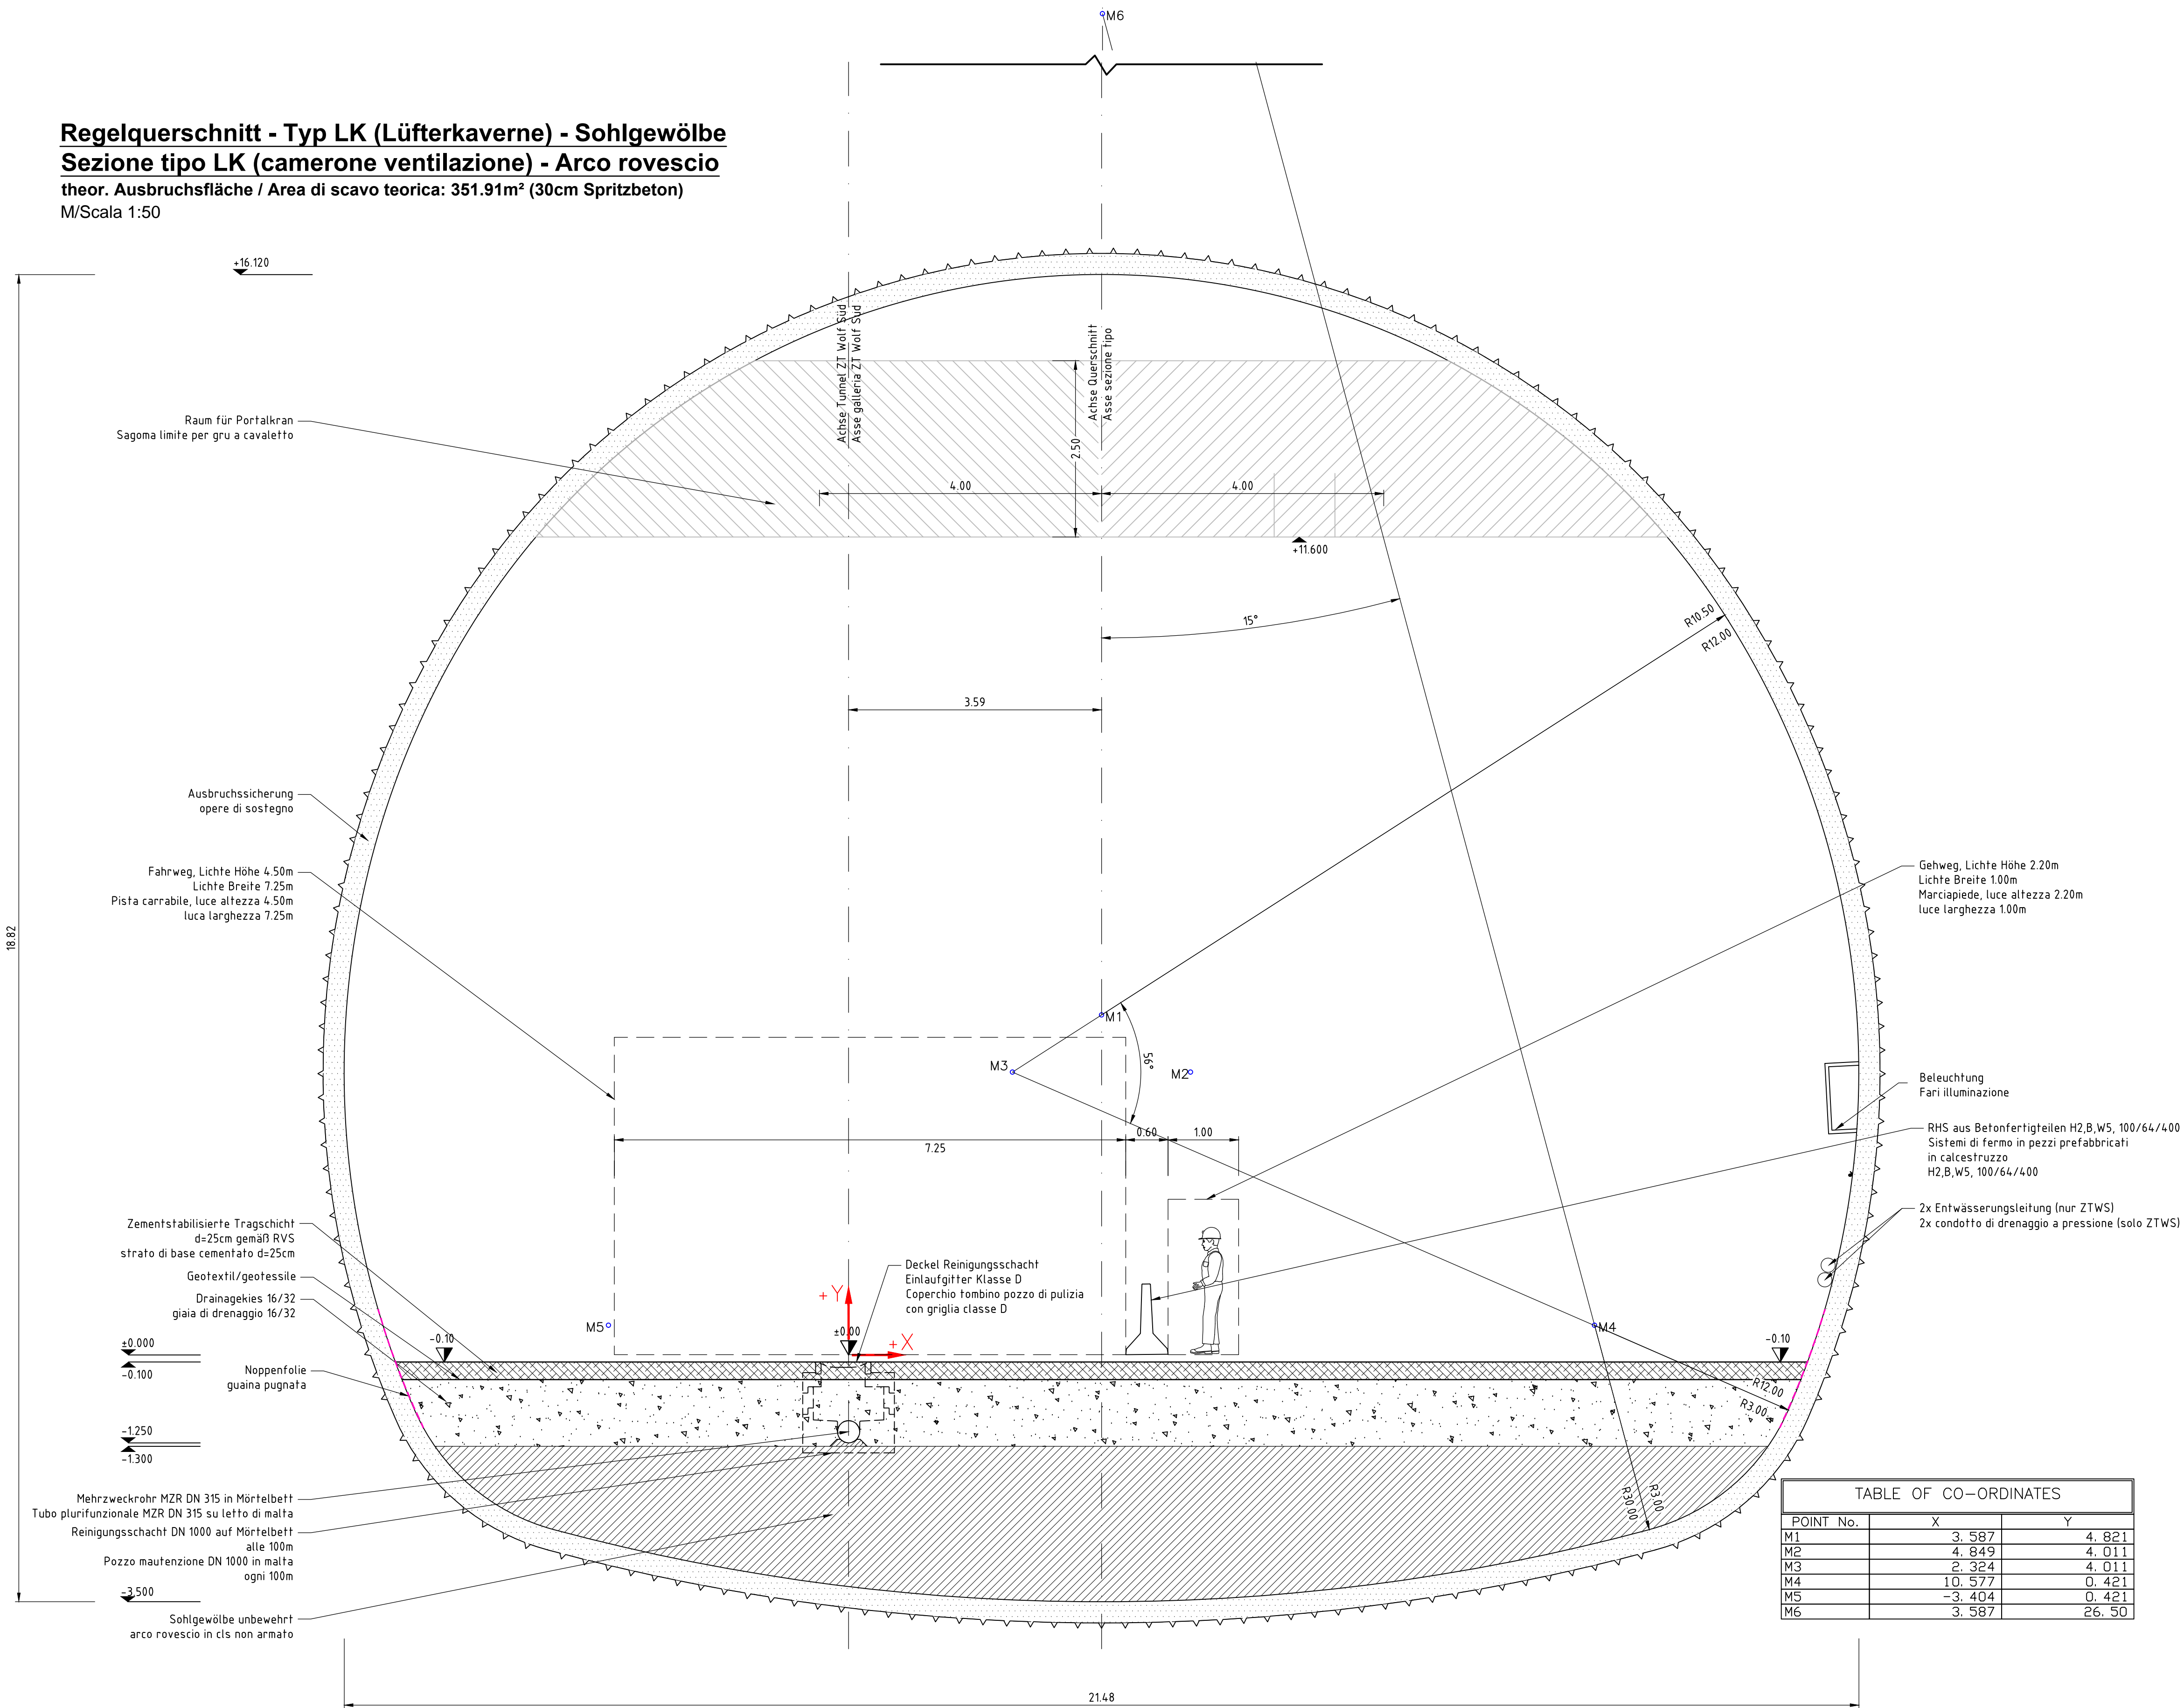 M6
Regelquerschnitt - Typ LK (Lüfterkaverne) - Sohlgewölbe
Sezione tipo LK (camerone ventilazione) - Arco rovescio
theor. Ausbruchsfläche / Area di scavo teorica: 351.91m² (30cm Spritzbeton)
M/Scala 1:50
+16.120
Achse Tunnel ZT Wolf Süd
Asse galleria ZT Wolf Süd
Achse Querschnitt
Asse sezione tipo
Raum für Portalkran
Sagoma limite per gru a cavaletto
2.50
4.00
4.00
+11.600
15°
R10.50
R12.00
3.59
18.82
Ausbruchssicherung
opere di sostegno
Fahrweg, Lichte Höhe 4.50m
Lichte Breite 7.25m
Pista carrabile, luce altezza 4.50m
luca larghezza 7.25m
Gehweg, Lichte Höhe 2.20m
Lichte Breite 1.00m
Marciapiede, luce altezza 2.20m
luce larghezza 1.00m
M1
M3
56°
M2
Beleuchtung
Fari illuminazione
0.60
1.00
7.25
RHS aus Betonfertigteilen H2,B,W5, 100/64/400
Sistemi di fermo in pezzi prefabbricati
in calcestruzzo
H2,B,W5, 100/64/400
2x Entwässerungsleitung (nur ZTWS)
2x condotto di drenaggio a pressione (solo ZTWS)
Zementstabilisierte Tragschicht
d=25cm gemäß RVS
strato di base cementato d=25cm
Geotextil/geotessile
Drainagekies 16/32
giaia di drenaggio 16/32
Deckel Reinigungsschacht
Einlaufgitter Klasse D
Coperchio tombino pozzo di pulizia
con griglia classe D
+Y
+X
M5
M4
±0.00
-0.10
-0.10
±0.000
-0.100
Noppenfolie
guaina pugnata
R12.00
R3.00
-1.250
-1.300
R30.00
R3.00
Mehrzweckrohr MZR DN 315 in Mörtelbett
Tubo plurifunzionale MZR DN 315 su letto di malta
Reinigungsschacht DN 1000 auf Mörtelbett
alle 100m
Pozzo mautenzione DN 1000 in malta
ogni 100m
-3.500
Sohlgewölbe unbewehrt
arco rovescio in cls non armato
TABLE OF CO-ORDINATES
POINT No. X Y
M1 3.587 4.821
M2 4.849 4.011
M3 2.324 4.011
M4 10.577 0.421
M5 -3.404 0.421
M6 3.587 26.50
21.48